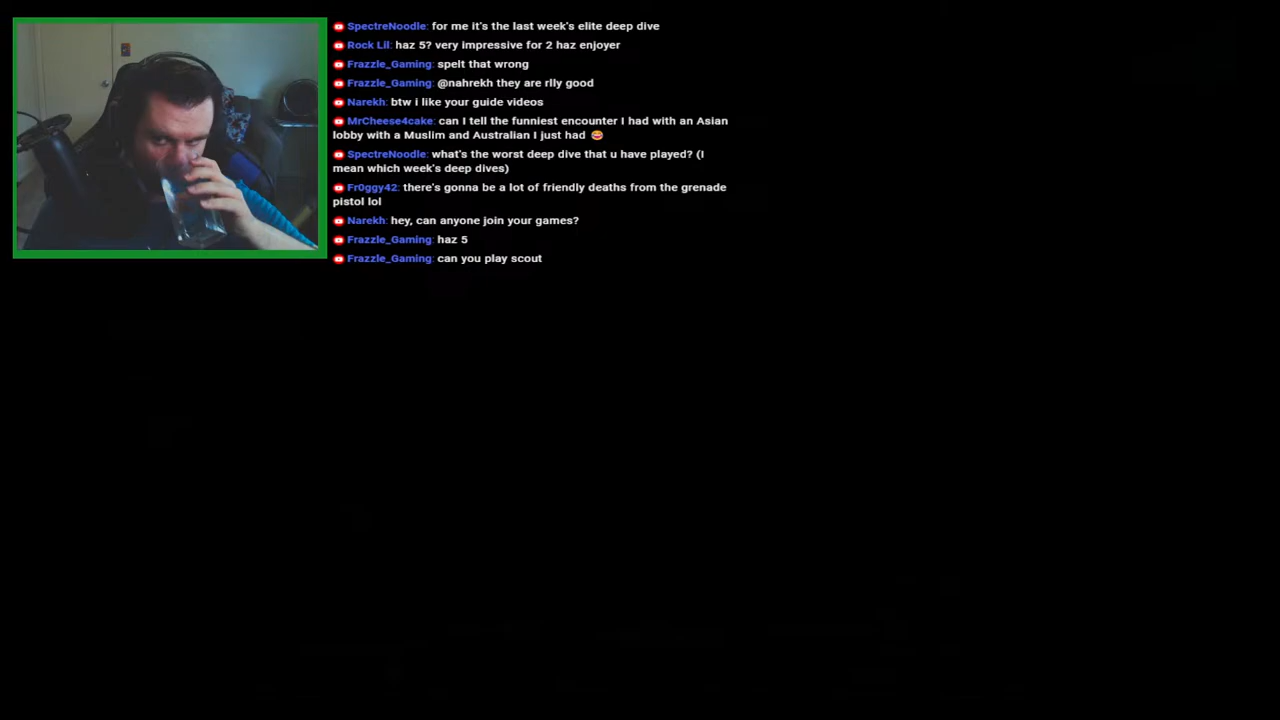 SpectreNoodle: for me it's the last week's elite deep dive
Rock Lil: haz 5? very impressive for 2 haz enjoyer
Frazzle_Gaming: spelt that wrong
Frazzle_Gaming: @nahrekh they are rlly good
Narekh: btw i like your guide videos
MrCheese4cake: can I tell the funniest encounter I had with an Asian
lobby with a Muslim and Australian I just had 😂
SpectreNoodle: what's the worst deep dive that u have played? (I
mean which week's deep dives)
Fr0ggy42: there's gonna be a lot of friendly deaths from the grenade
pistol lol
Narekh: hey, can anyone join your games?
Frazzle_Gaming: haz 5
Frazzle_Gaming: can you play scout